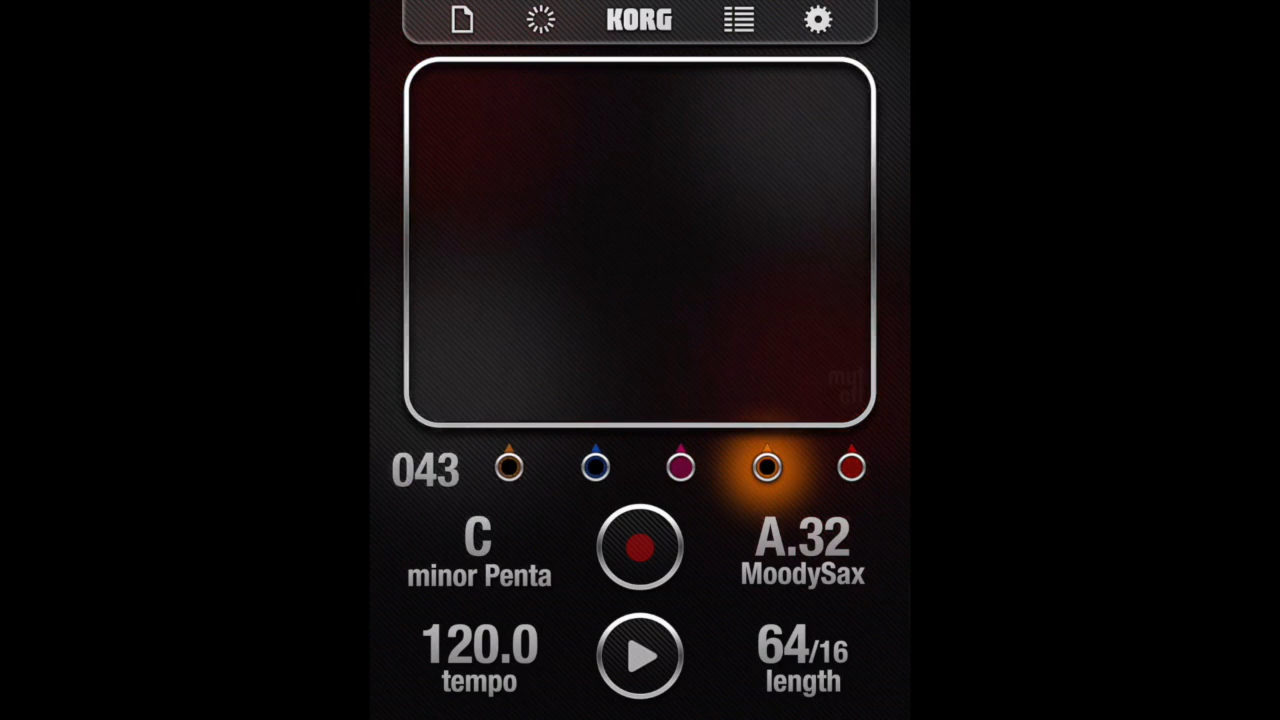 KORG
043
C
minor Penta
A.32
MoodySax
120.0
tempo
64/16
length